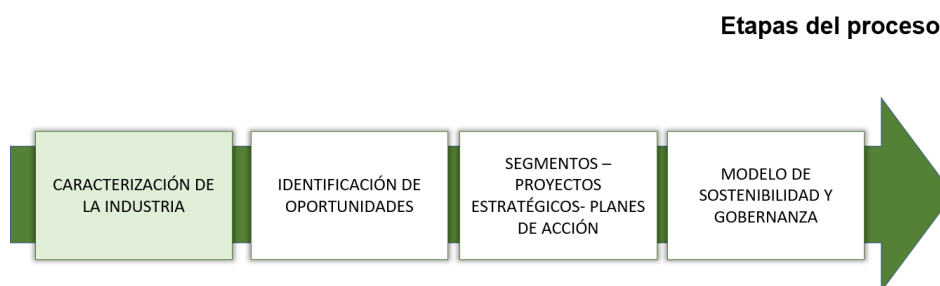 Etapas del proceso
CARACTERIZACIÓN DE
LA INDUSTRIA
IDENTIFICACIÓN DE
OPORTUNIDADES
SEGMENTOS –
PROYECTOS
ESTRATÉGICOS- PLANES
DE ACCIÓN
MODELO DE
SOSTENIBILIDAD Y
GOBERNANZA